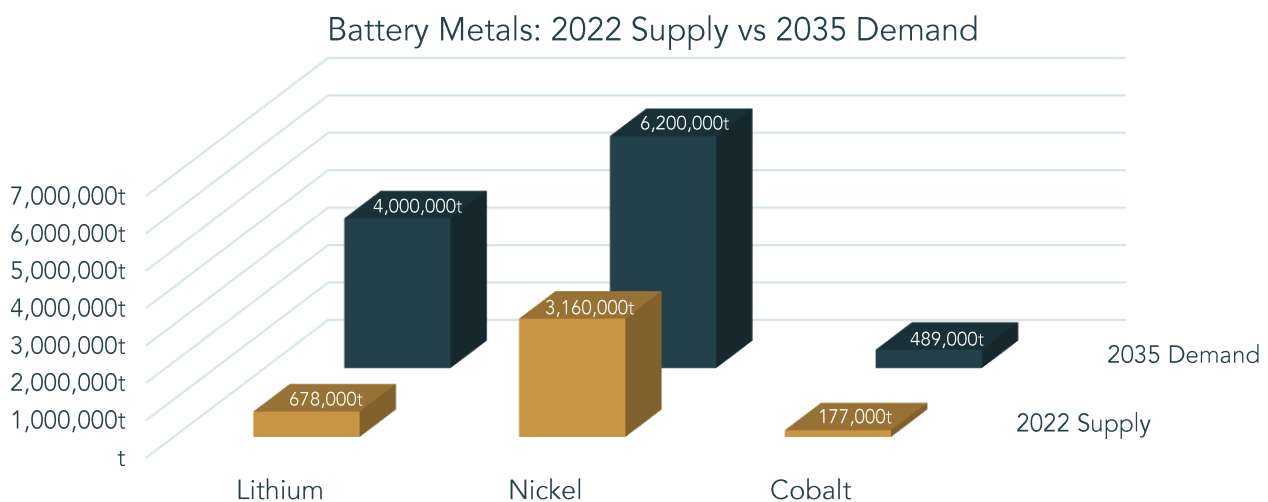 Battery Metals: 2022 Supply vs 2035 Demand
7,000,000t
6,000,000t
5,000,000t
4,000,000t
3,000,000t
2,000,000t
1,000,000t
t
4,000,000t
6,200,000t
489,000t
2035 Demand
678,000t
3,160,000t
177,000t
2022 Supply
Lithium
Nickel
Cobalt